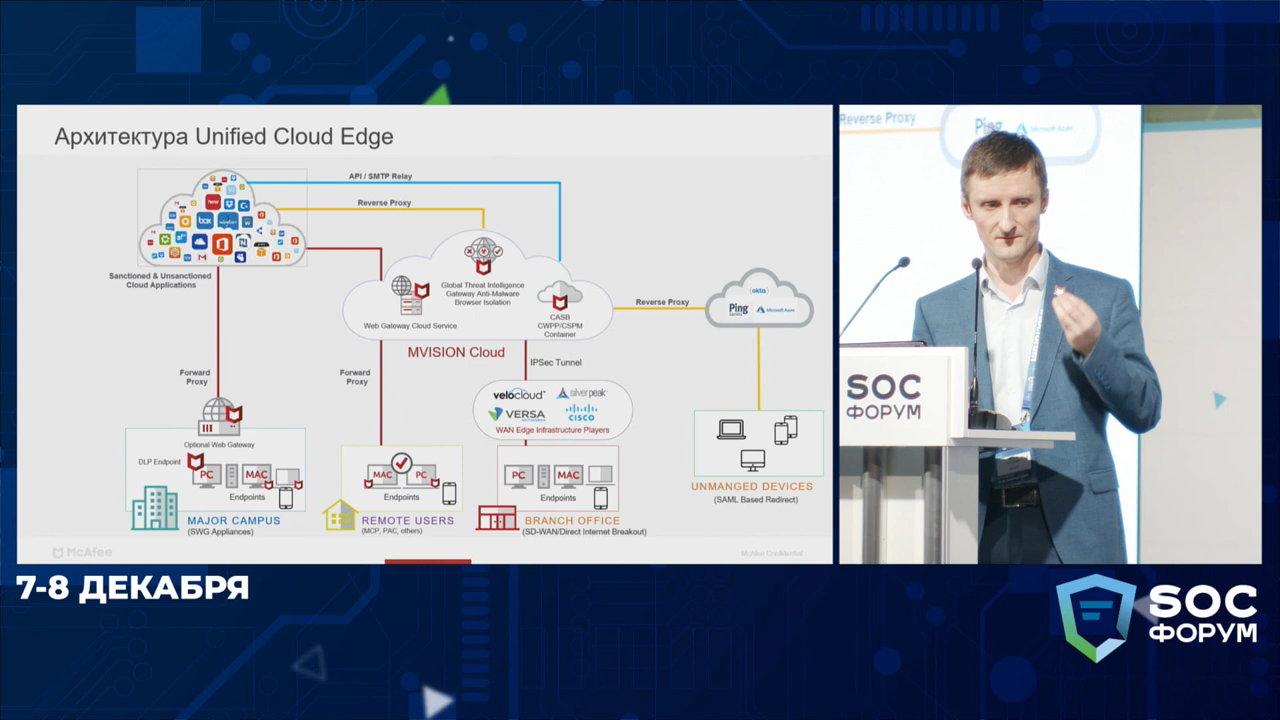 Архитектура Unified Cloud Edge
API / SMTP Relay
Reverse Proxy
box
Sanctioned & Unsanctioned
Cloud Applications
Global Threat Intelligence
Gateway Anti-Malware
Browser Isolation
Web Gateway Cloud Service
CASB
CWPP/CSPM
Container
MVISION Cloud
Reverse Proxy
okta
Ping
Microsoft Azure
Forward
Proxy
Forward
Proxy
IPSec Tunnel
velocloud
silverpeak
VERSA
CISCO
WAN Edge Infrastructure Players
Optional Web Gateway
DLP Endpoint
PC
MAC
Endpoints
MAJOR CAMPUS
(SWG Appliances)
MAC
PC
Endpoints
REMOTE USERS
(MCP, PAC, others)
PC
MAC
Endpoints
BRANCH OFFICE
(SD-WAN/Direct Internet Breakout)
UNMANGED DEVICES
(SAML Based Redirect)
McAfee
McAfee Confidential
Reverse Proxy
Ping
Microsoft Azure
SOC
ФОРУМ
7-8 ДЕКАБРЯ
SOC
ФОРУМ